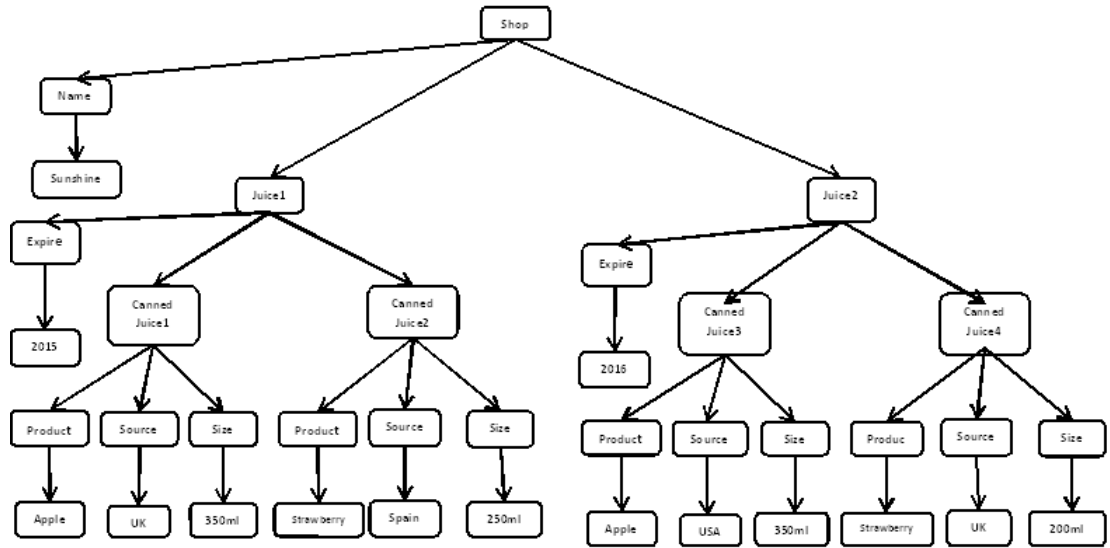 Shop
Name
Sunshine
Juice1
Juice2
Expire
Expire
Canned
Juice1
Canned
Juice2
Canned
Juice3
Canned
Juice4
2015
2016
Product
Source
Size
Product
Source
Size
Product
Source
Size
Produc
Source
Size
Apple
UK
350ml
Strawberry
Spain
250ml
Apple
USA
350ml
Strawberry
UK
200ml